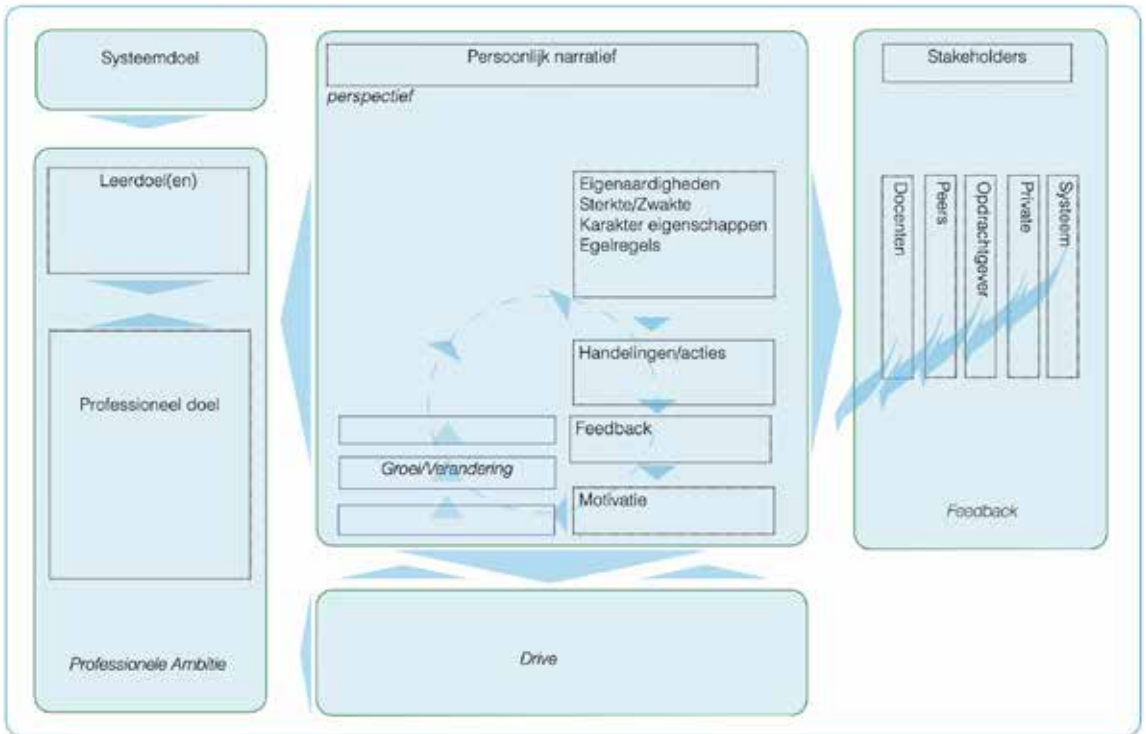 Systeemdoel
Leerdoel(en)
Professioneel doel
Professionele Ambitie
Persoonlijk narratief
perspectief
Eigenaardigheden
Sterkte/Zwakte
Karakter eigenschappen
Egelregels
Handelingen/acties
Feedback
Motivatie
Groei/Verandering
Drive
Stakeholders
Docenten
Peers
Opdrachtgever
Private
Systeem
Feedback